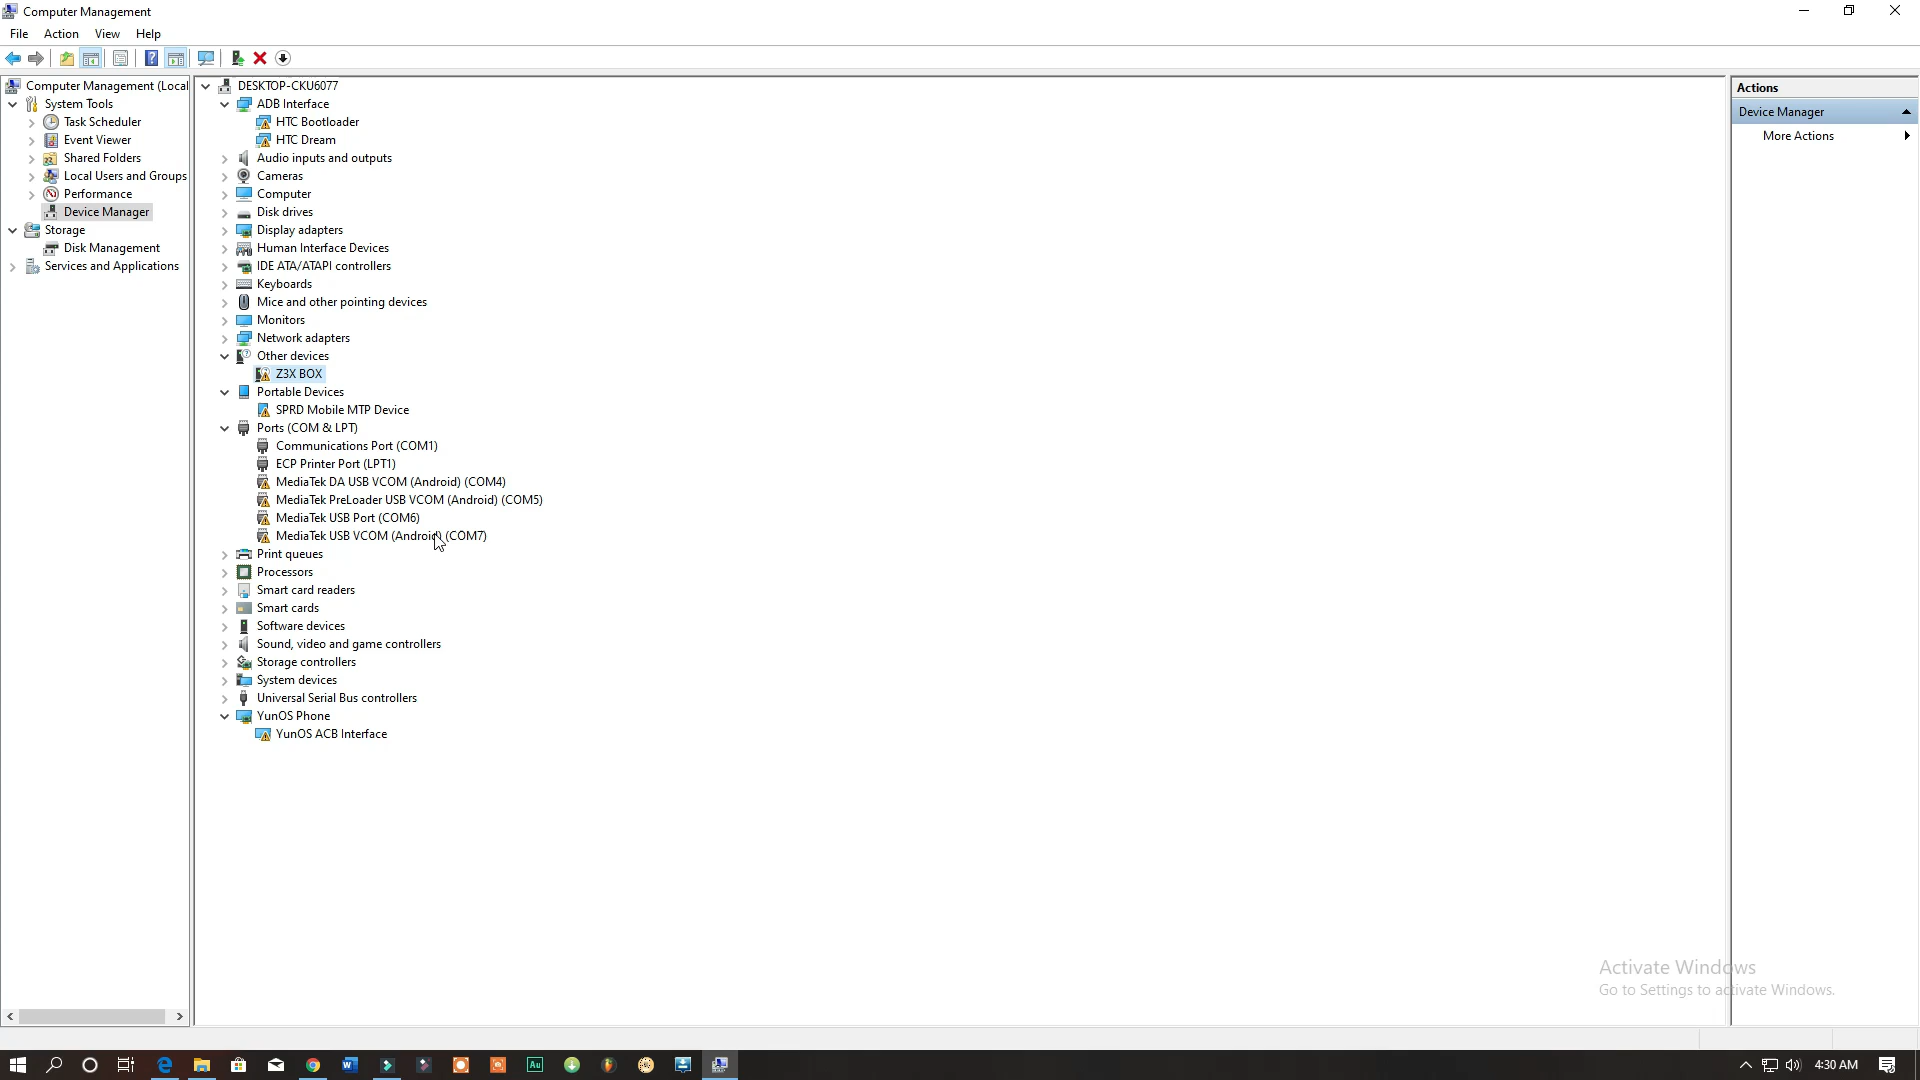 Computer Management
File Action View Help
Computer Management (Local
System Tools
Task Scheduler
Event Viewer
Shared Folders
Local Users and Groups
Performance
Device Manager
Storage
Disk Management
Services and Applications
DESKTOP-CKU6077
ADB Interface
HTC Bootloader
HTC Dream
Audio inputs and outputs
Cameras
Computer
Disk drives
Display adapters
Human Interface Devices
IDE ATA/ATAPI controllers
Keyboards
Mice and other pointing devices
Monitors
Network adapters
Other devices
Z3X BOX
Portable Devices
SPRD Mobile MTP Device
Ports (COM & LPT)
Communications Port (COM1)
ECP Printer Port (LPT1)
MediaTek DA USB VCOM (Android) (COM4)
MediaTek PreLoader USB VCOM (Android) (COM5)
MediaTek USB Port (COM6)
MediaTek USB VCOM (Android) (COM7)
Print queues
Processors
Smart card readers
Smart cards
Software devices
Sound, video and game controllers
Storage controllers
System devices
Universal Serial Bus controllers
YunOS Phone
YunOS ACB Interface
Actions
Device Manager
More Actions
Activate Windows
Go to Settings to activate Windows.
Au
4:30 AM